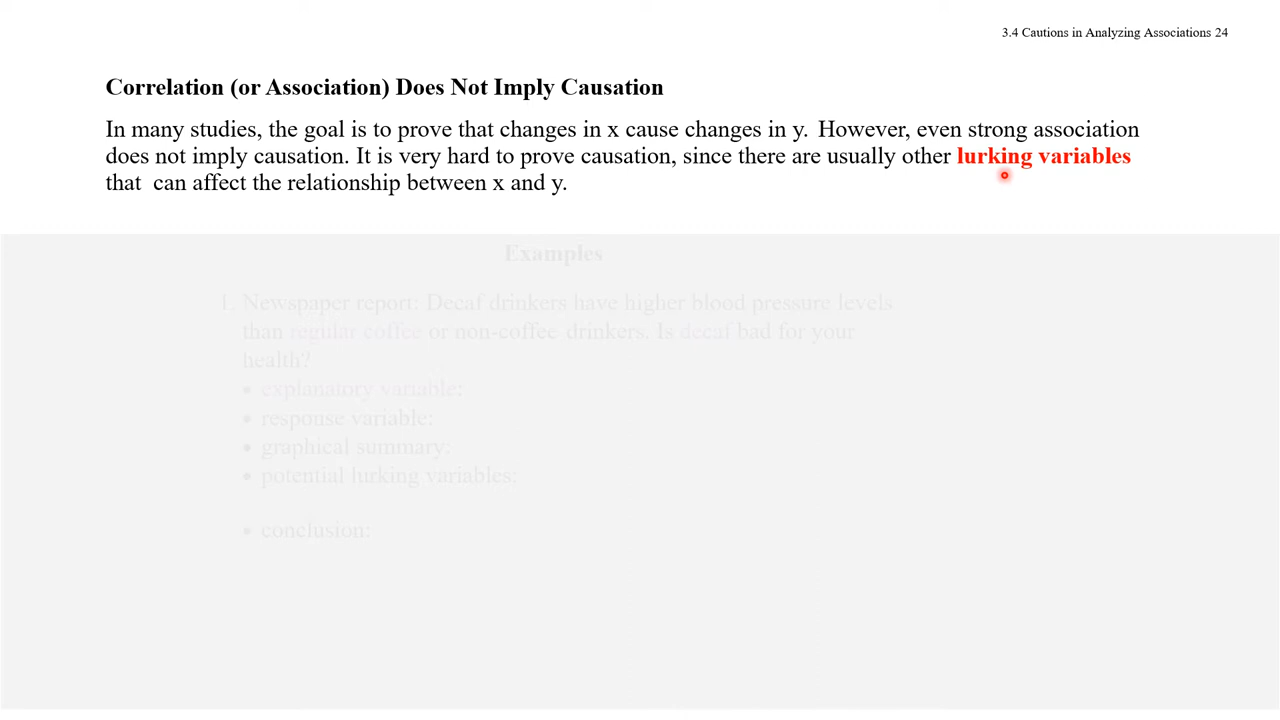 3.4 Cautions in Analyzing Associations 24
Correlation (or Association) Does Not Imply Causation
In many studies, the goal is to prove that changes in x cause changes in y. However, even strong association
does not imply causation. It is very hard to prove causation, since there are usually other lurking variables
that can affect the relationship between x and y.
Examples
1. Newspaper report: Decaf drinkers have higher blood pressure levels
than regular coffee or non-coffee drinkers. Is decaf bad for your
health?
• explanatory variable:
• response variable:
• graphical summary:
• potential lurking variables:
• conclusion: